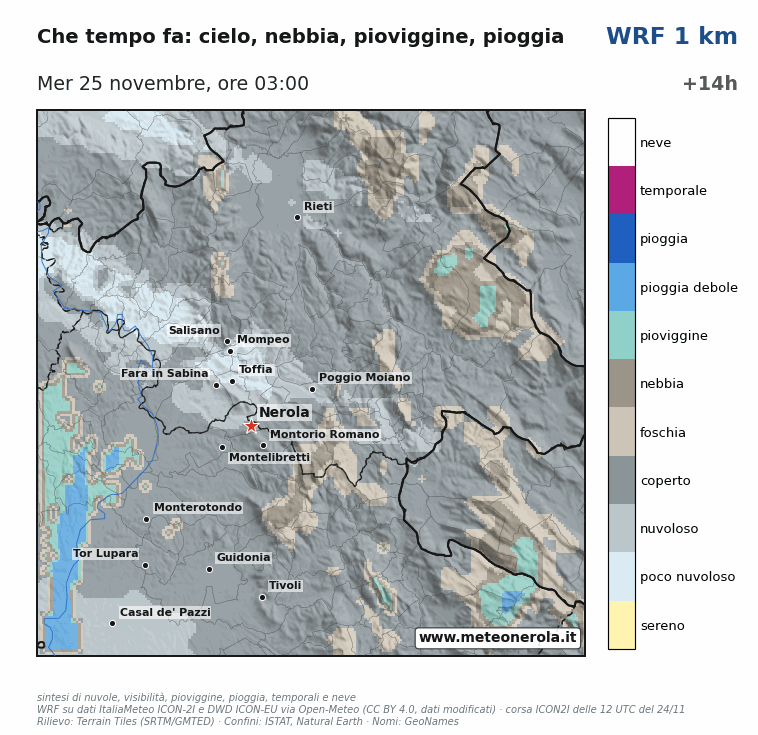 Che tempo fa: cielo, nebbia, pioviggine, pioggia
WRF 1 km
Mer 25 novembre, ore 03:00
+14h
neve
temporale
pioggia
pioggia debole
pioviggine
nebbia
foschia
coperto
nuvoloso
poco nuvoloso
sereno
Rieti
Salisano
Mompeo
Fara in Sabina
Toffia
Poggio Moiano
Nerola
Montorio Romano
Montelibretti
Monterotondo
Tor Lupara
Guidonia
Tivoli
Casal de' Pazzi
www.meteonerola.it
sintesi di nuvole, visibilità, pioviggine, pioggia, temporali e neve
WRF su dati ItaliaMeteo ICON-2I e DWD ICON-EU via Open-Meteo (CC BY 4.0, dati modificati) · corsa ICON2I delle 12 UTC del 24/11
Rilievo: Terrain Tiles (SRTM/GMTED) · Confini: ISTAT, Natural Earth · Nomi: GeoNames